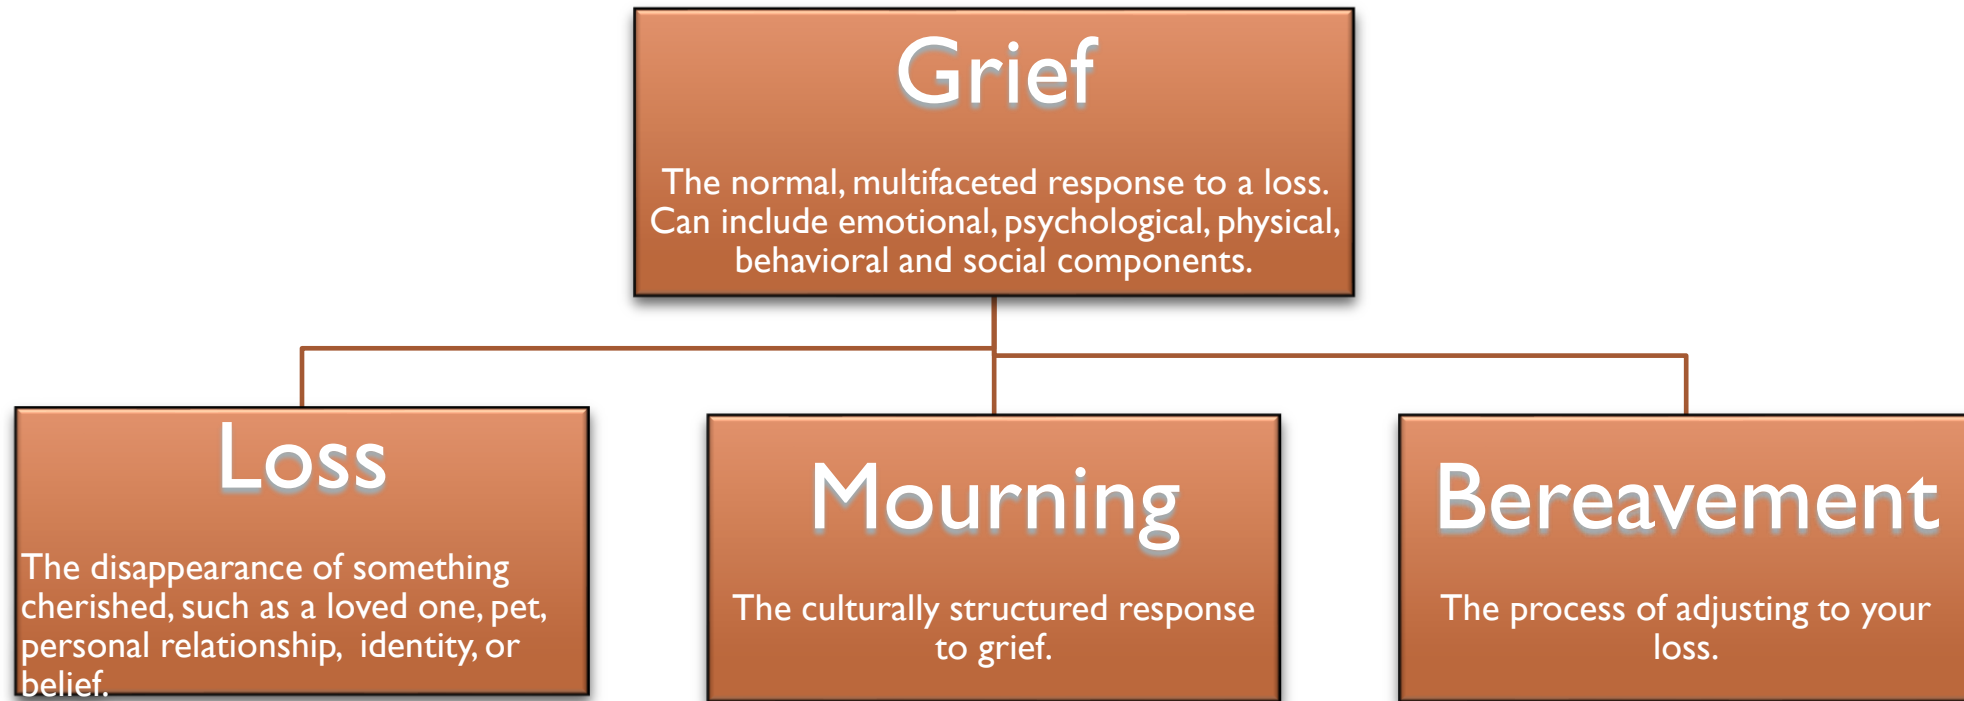 Grief
The normal, multifaceted response to a loss.
Can include emotional, psychological, physical,
behavioral and social components.
Loss
The disappearance of something
cherished, such as a loved one, pet,
personal relationship, identity, or
belief.
Mourning
The culturally structured response
to grief.
Bereavement
The process of adjusting to your
loss.